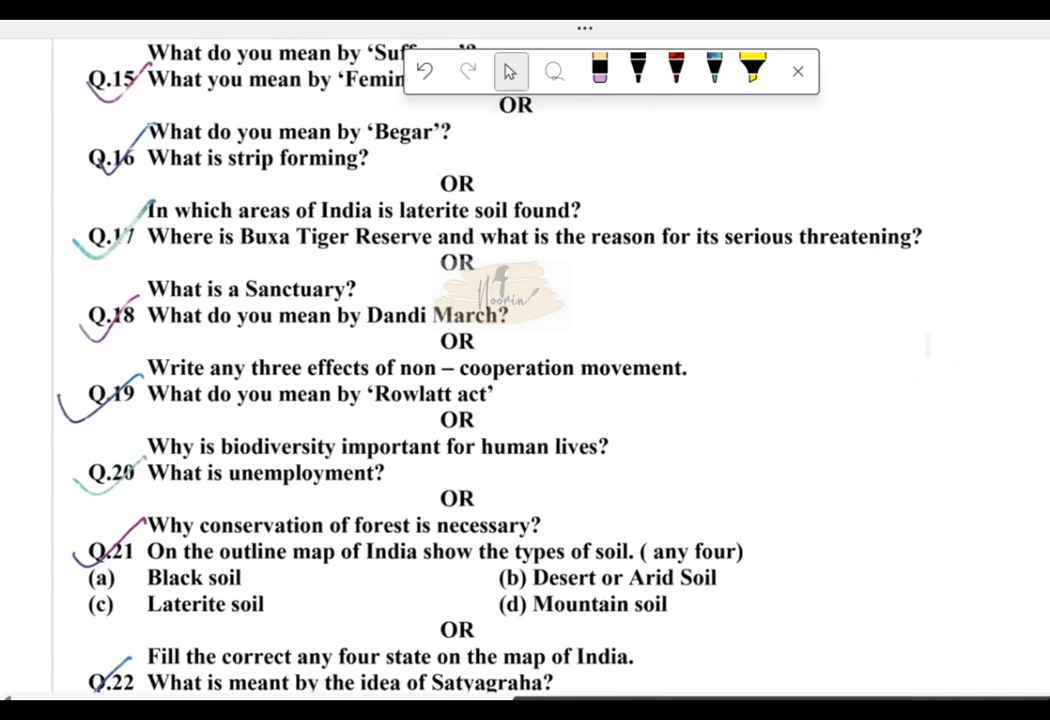 What do you mean by ‘Suf
Q.15 What you mean by ‘Femin
OR
What do you mean by ‘Begar’?
Q.16 What is strip forming?
OR
In which areas of India is laterite soil found?
Q.17 Where is Buxa Tiger Reserve and what is the reason for its serious threatening?
OR
What is a Sanctuary?
Noorin
Q.18 What do you mean by Dandi March?
OR
Write any three effects of non – cooperation movement.
Q.19 What do you mean by ‘Rowlatt act’
OR
Why is biodiversity important for human lives?
Q.20 What is unemployment?
OR
Why conservation of forest is necessary?
Q.21 On the outline map of India show the types of soil. ( any four)
(a) Black soil (b) Desert or Arid Soil
(c) Laterite soil (d) Mountain soil
OR
Fill the correct any four state on the map of India.
Q.22 What is meant by the idea of Satyagraha?